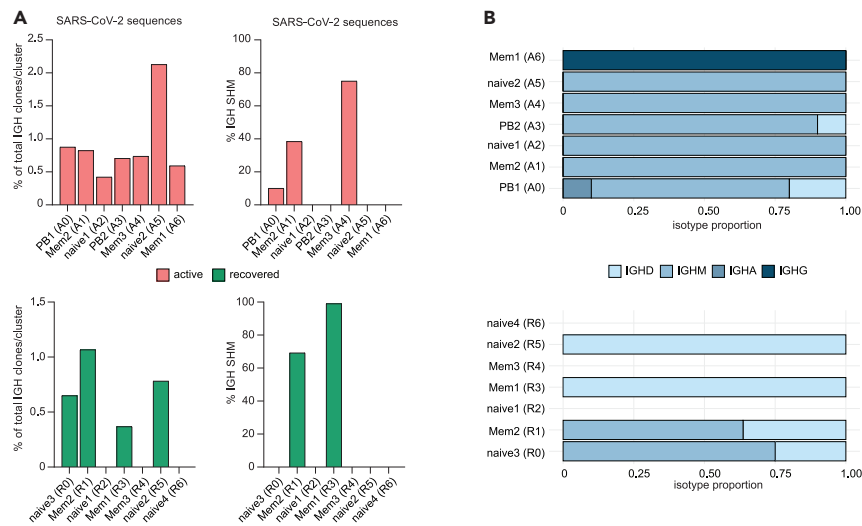 A
SARS-CoV-2 sequences
% of total IGH clones/cluster
2.5
2.0
1.5
1.0
0.5
0
PB1 (A0)
Mem2 (A1)
naive1 (A2)
PB2 (A3)
Mem3 (A4)
naive2 (A5)
Mem1 (A6)
SARS-CoV-2 sequences
% IGH SHM
100
80
60
40
20
0
PB1 (A0)
Mem2 (A1)
naive1 (A2)
PB2 (A3)
Mem3 (A4)
naive2 (A5)
Mem1 (A6)
active
recovered
% of total IGH clones/cluster
1.5
1.0
0.5
0
naive3 (R0)
Mem2 (R1)
naive1 (R2)
Mem1 (R3)
Mem3 (R4)
naive2 (R5)
naive4 (R6)
% IGH SHM
100
80
60
40
20
0
naive3 (R0)
Mem2 (R1)
naive1 (R2)
Mem1 (R3)
Mem3 (R4)
naive2 (R5)
naive4 (R6)
B
Mem1 (A6)
naive2 (A5)
Mem3 (A4)
PB2 (A3)
naive1 (A2)
Mem2 (A1)
PB1 (A0)
0 0.25 0.50 0.75 1.00
isotype proportion
IGHD IGHM IGHA IGHG
naive4 (R6)
naive2 (R5)
Mem3 (R4)
Mem1 (R3)
naive1 (R2)
Mem2 (R1)
naive3 (R0)
0 0.25 0.50 0.75 1.00
isotype proportion